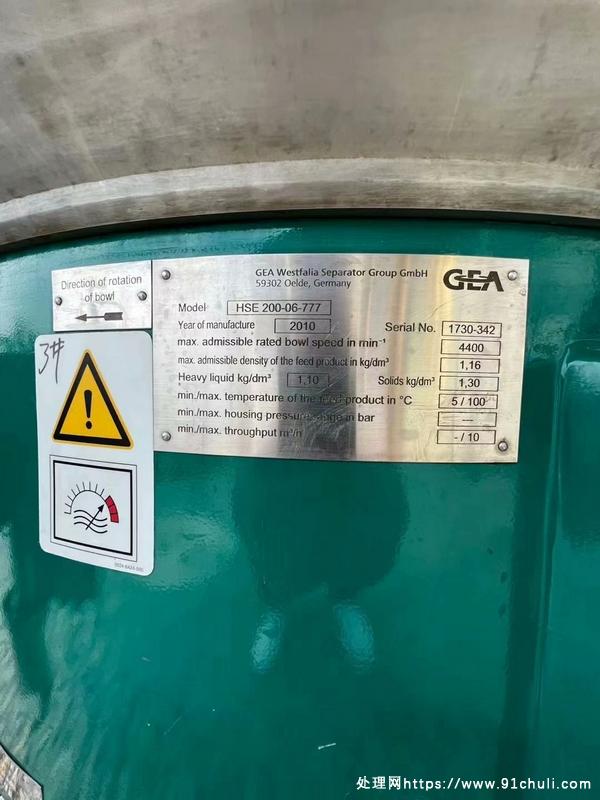 GEA Westfalia Separator Group GmbH
59302 Oelde, Germany
GEA
Direction of rotation
of bowl
Model HSE 200-06-777
Year of manufacture 2010 Serial No. 1730-342
max. admissible rated bowl speed in min⁻¹ 4400
max. admissible density of the feed product in kg/dm³ 1,16
Heavy liquid kg/dm³ 1,10 Solids kg/dm³ 1,30
min./max. temperature of the feed product in °C 5 / 100
min./max. housing pressure range in bar —
min./max. throughput m³/h - / 10
3#
处理网https://www.91chuli.com